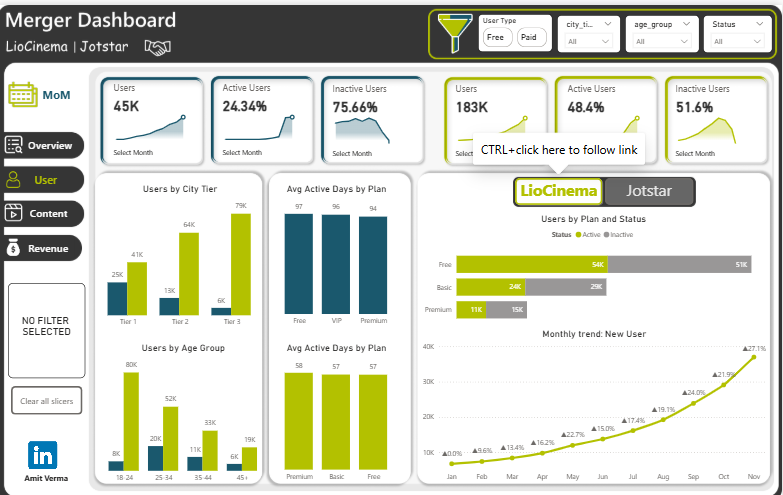 Merger Dashboard
LioCinema | Jotstar
User Type
Free Paid
city_ti...
All
age_group
All
Status
All
MoM
Overview
User
Content
Revenue
NO FILTER
SELECTED
Clear all slicers
in
Amit Verma
Users
45K
Select Month
Active Users
24.34%
Select Month
Inactive Users
75.66%
Select Month
Users
183K
Select
Active Users
48.4%
Inactive Users
51.6%
CTRL+click here to follow link
Users by City Tier
25K 41K 13K 64K 6K 79K
Tier 1 Tier 2 Tier 3
Avg Active Days by Plan
97 96 94
Free VIP Premium
LioCinema Jotstar
Users by Plan and Status
Status Active Inactive
Free 54K 51K
Basic 24K 29K
Premium 11K 15K
Users by Age Group
8K 80K 20K 52K 11K 33K 6K 19K
18-24 25-34 35-44 45+
Avg Active Days by Plan
58 57 57
Premium Basic Free
Monthly trend: New User
40K
30K
20K
10K
▲0.0% ▲9.6% ▲13.4% ▲16.2% ▲22.7% ▲15.0% ▲17.4% ▲19.1% ▲24.0% ▲21.9% ▲27.1%
Jan Feb Mar Apr May Jun Jul Aug Sep Oct Nov